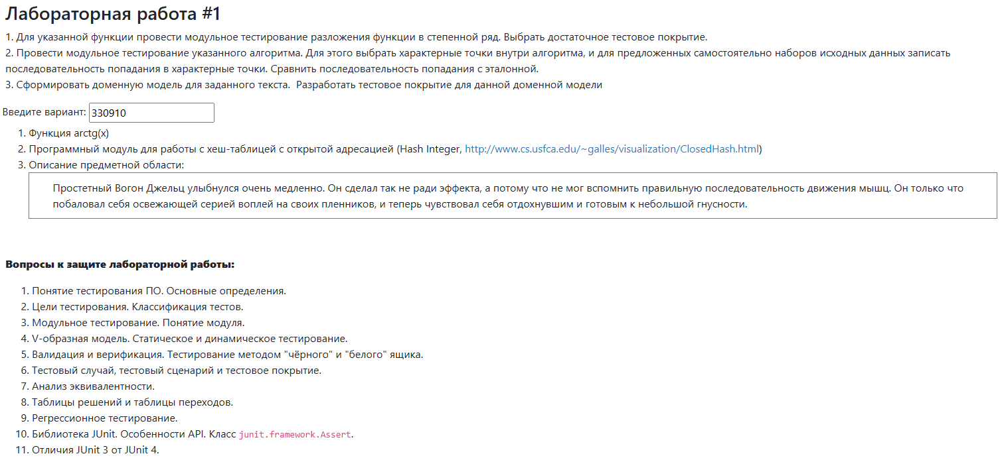 Лабораторная работа #1
1. Для указанной функции провести модульное тестирование разложения функции в степенной ряд. Выбрать достаточное тестовое покрытие.
2. Провести модульное тестирование указанного алгоритма. Для этого выбрать характерные точки внутри алгоритма, и для предложенных самостоятельно наборов исходных данных записать
последовательность попадания в характерные точки. Сравнить последовательность попадания с эталонной.
3. Сформировать доменную модель для заданного текста. Разработать тестовое покрытие для данной доменной модели
Введите вариант: 330910
1. Функция arctg(x)
2. Программный модуль для работы с хеш-таблицей с открытой адресацией (Hash Integer, http://www.cs.usfca.edu/~galles/visualization/ClosedHash.html)
3. Описание предметной области:
Простетный Вогон Джельц улыбнулся очень медленно. Он сделал так не ради эффекта, а потому что не мог вспомнить правильную последовательность движения мышц. Он только что
побаловал себя освежающей серией воплей на своих пленников, и теперь чувствовал себя отдохнувшим и готовым к небольшой гнусности.
Вопросы к защите лабораторной работы:
1. Понятие тестирования ПО. Основные определения.
2. Цели тестирования. Классификация тестов.
3. Модульное тестирование. Понятие модуля.
4. V-образная модель. Статическое и динамическое тестирование.
5. Валидация и верификация. Тестирование методом "чёрного" и "белого" ящика.
6. Тестовый случай, тестовый сценарий и тестовое покрытие.
7. Анализ эквивалентности.
8. Таблицы решений и таблицы переходов.
9. Регрессионное тестирование.
10. Библиотека JUnit. Особенности API. Класс junit.framework.Assert.
11. Отличия JUnit 3 от JUnit 4.